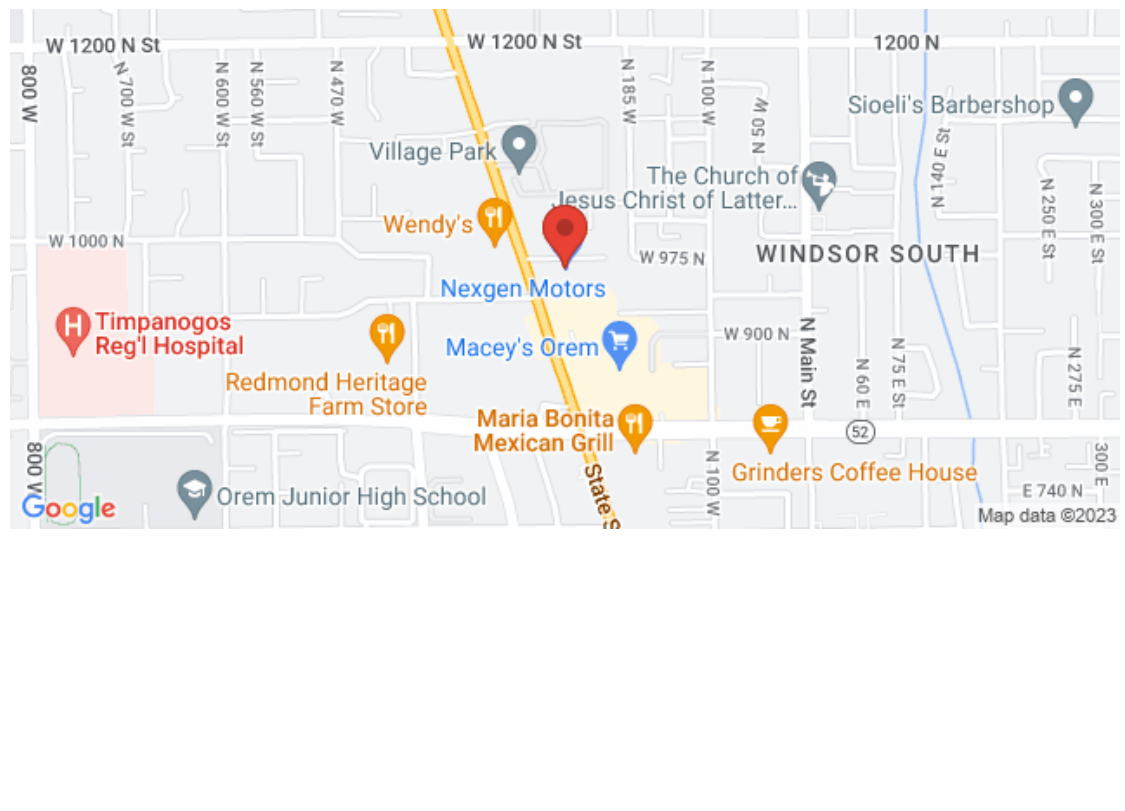 W 1200 N St
W 1200 N St
1200 N
800 W
N 700 W St
N 600 W St
N 560 W St
N 470 W
N 185 W
N 100 W
N 50 W
Sioeli's Barbershop
N 140 E St
Village Park
The Church of
Jesus Christ of Latter...
N 250 E St
N 300 E St
Wendy's
W 1000 N
W 975 N
WINDSOR SOUTH
Nexgen Motors
Timpanogos
Reg'l Hospital
Macey's Orem
W 900 N
N Main St
N 60 E
N 75 E St
N 275 E
Redmond Heritage
Farm Store
Maria Bonita
Mexican Grill
52
Grinders Coffee House
800 W
N 100 W
300 E
State S
Orem Junior High School
E 740 N
Google
Map data ©2023